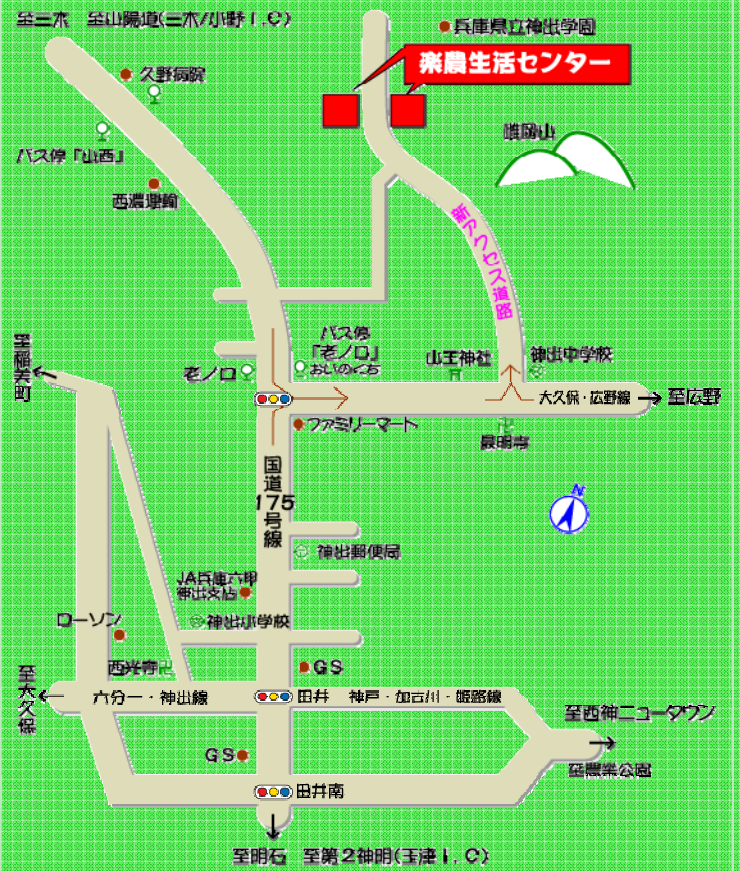 至三木 至山陽道(三木/小野I.C)
兵庫県立神出学園
楽農生活センター
久野病院
雄岡山
バス停「山西」
西濃運輸
新アクセス道路
バス停
「老ノ口」
おいのくち
至稲美町
老ノ口
山王神社
神出中学校
大久保・広野線
至広野
ファミリーマート
最明寺
国道175号線
N
神出郵便局
JA兵庫六甲
神出支店
ローソン
神出小学校
西光寺
GS
至大久保
六分一・神出線
田井
神戸・加古川・姫路線
至西神ニュータウン
GS
至農業公園
田井南
至明石 至第2神明(玉津I.C)